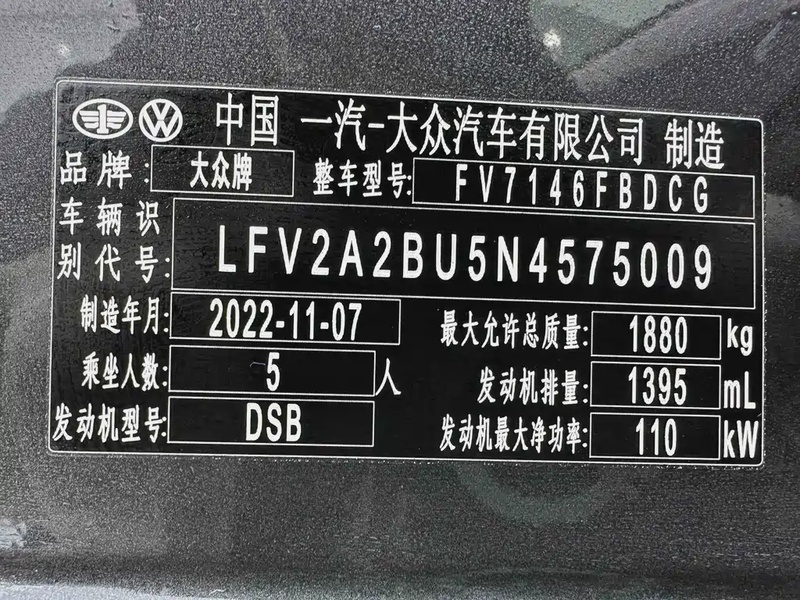 中国 一汽-大众汽车有限公司 制造
品牌: 大众牌 整车型号: FV7146FBDCG
车辆识别代号: LFV2A2BU5N4575009
制造年月: 2022-11-07 最大允许总质量: 1880 kg
乘坐人数: 5 人 发动机排量: 1395 mL
发动机型号: DSB 发动机最大净功率: 110 kW